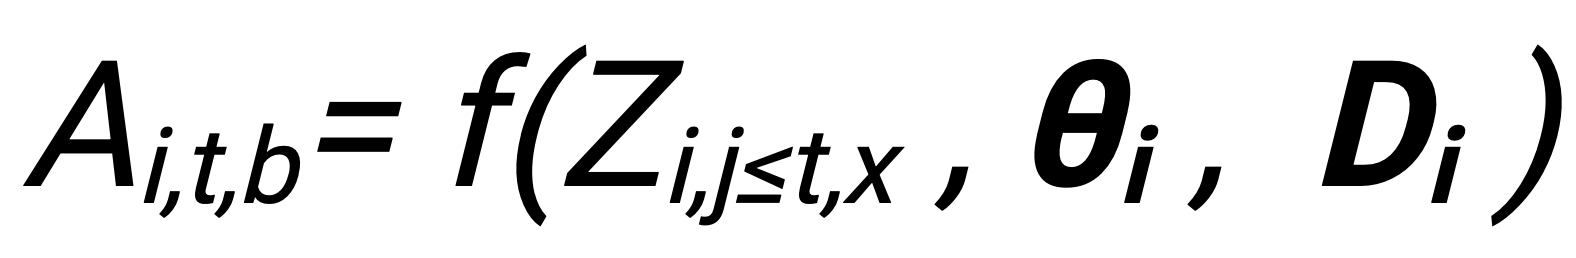 A_{i,t,b} = f(Z_{i,j≤t,x} , θ_i , D_i )